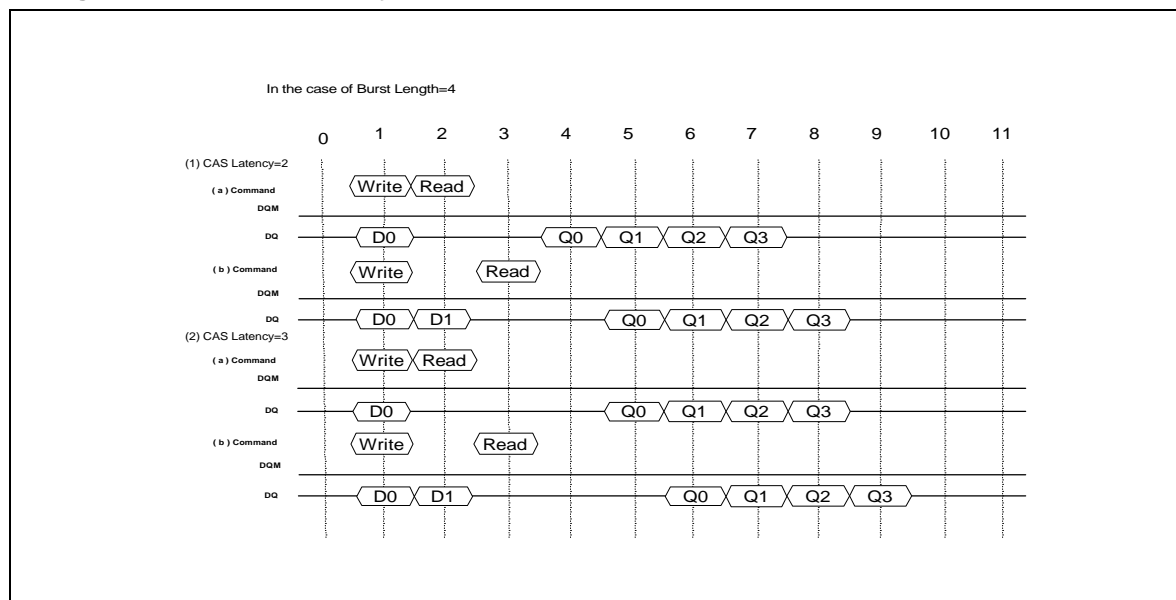 In the case of Burst Length=4
0 1 2 3 4 5 6 7 8 9 10 11
(1) CAS Latency=2
( a ) Command Write Read
DQM
DQ D0 Q0 Q1 Q2 Q3
( b ) Command Write Read
DQM
DQ D0 D1 Q0 Q1 Q2 Q3
(2) CAS Latency=3
( a ) Command Write Read
DQM
DQ D0 Q0 Q1 Q2 Q3
( b ) Command Write Read
DQM
DQ D0 D1 Q0 Q1 Q2 Q3